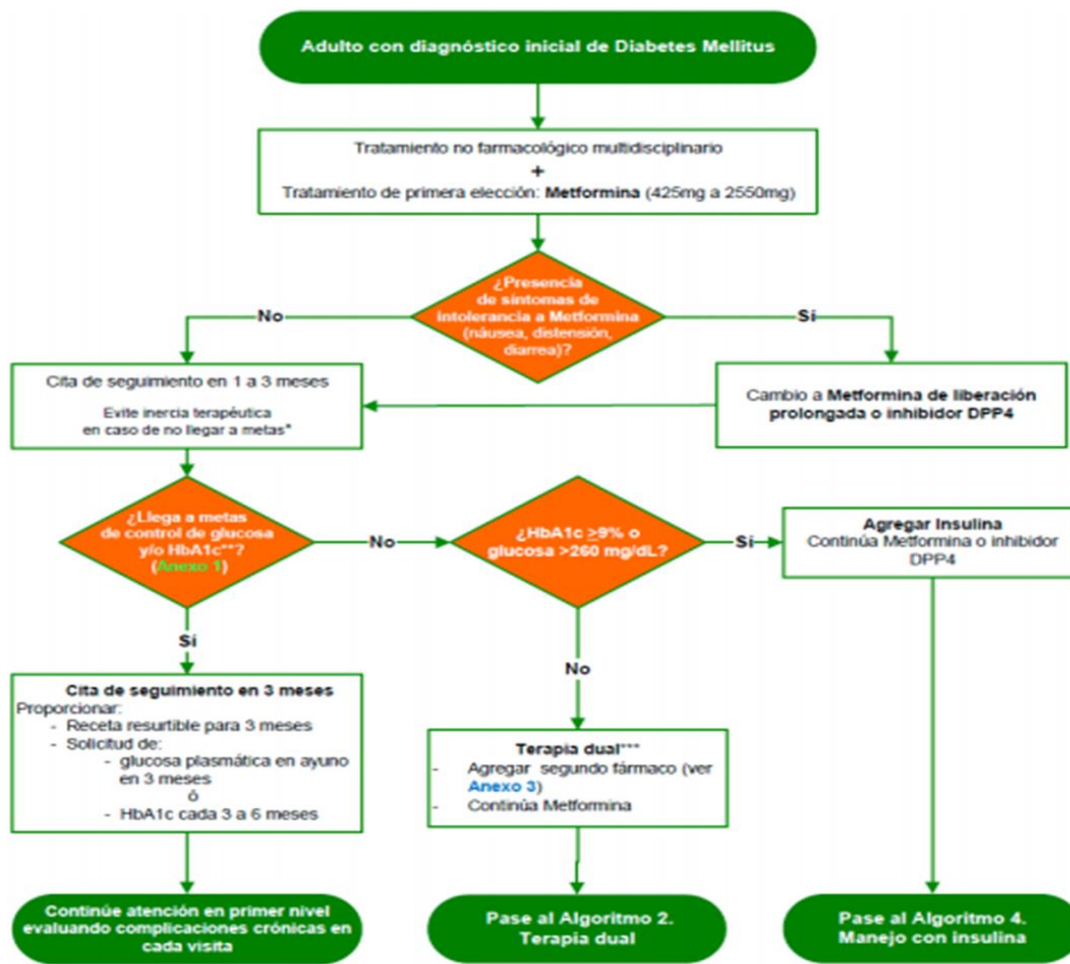 Adulto con diagnóstico inicial de Diabetes Mellitus
Tratamiento no farmacológico multidisciplinario
+
Tratamiento de primera elección: Metformina (425mg a 2550mg)
¿Presencia
de síntomas de
intolerancia a Metformina
(náusea, distensión,
diarrea)?
No
Sí
Cita de seguimiento en 1 a 3 meses
Evite inercia terapéutica
en caso de no llegar a metas*
Cambio a Metformina de liberación
prolongada o inhibidor DPP4
¿Llega a metas
de control de glucosa
y/o HbA1c**?
(Anexo 1)
No
¿HbA1c ≥9% o
glucosa >260 mg/dL?
Sí
Agregar Insulina
Continúa Metformina o inhibidor
DPP4
Sí
No
Cita de seguimiento en 3 meses
Proporcionar:
- Receta resurtible para 3 meses
- Solicitud de:
- glucosa plasmática en ayuno
en 3 meses
ó
- HbA1c cada 3 a 6 meses
Terapia dual***
- Agregar segundo fármaco (ver
Anexo 3)
- Continúa Metformina
Continúe atención en primer nivel
evaluando complicaciones crónicas en
cada visita
Pase al Algoritmo 2.
Terapia dual
Pase al Algoritmo 4.
Manejo con insulina